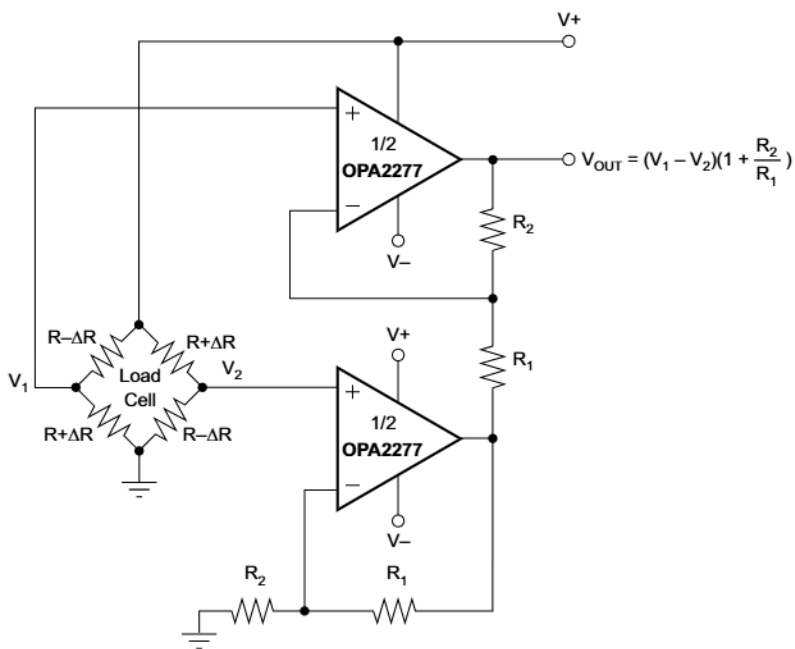 V+
+
1/2
OPA2277
−
V−
V_OUT = (V_1 − V_2)(1 + R_2/R_1)
R_2
R_1
R−ΔR
R+ΔR
Load
Cell
V_1
V_2
R+ΔR
R−ΔR
V+
+
1/2
OPA2277
−
V−
R_2
R_1